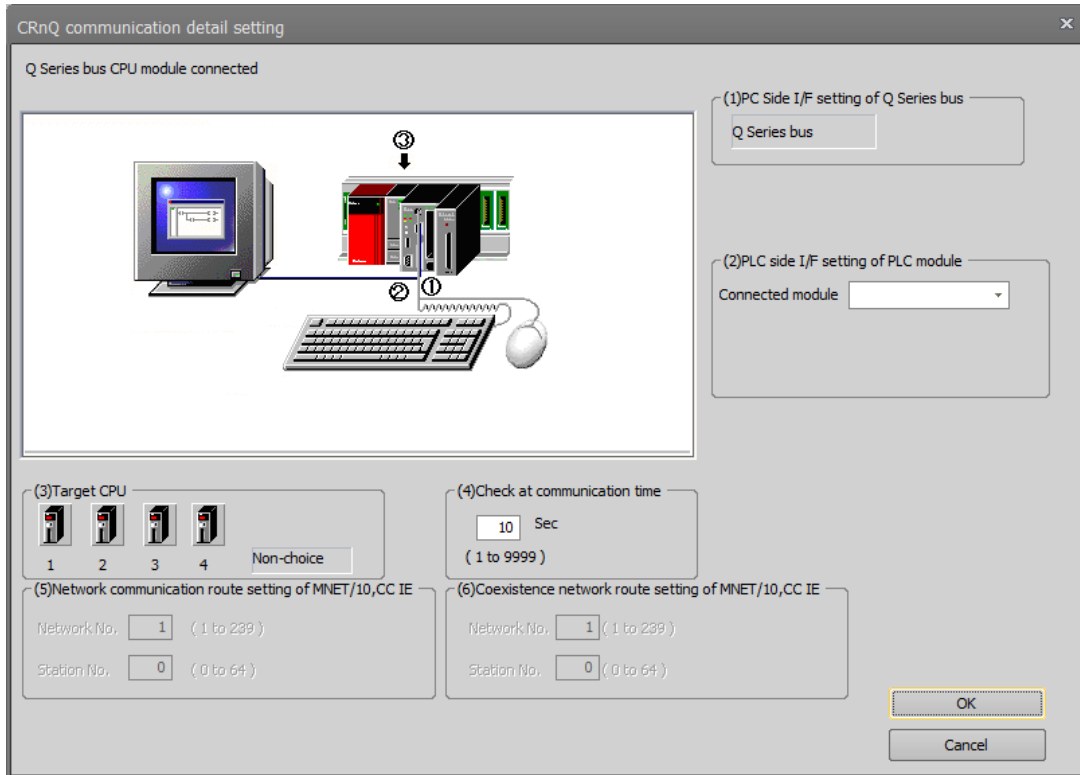 CRnQ communication detail setting
Q Series bus CPU module connected
(1)PC Side I/F setting of Q Series bus
Q Series bus
③
② ①
(2)PLC side I/F setting of PLC module
Connected module
(3)Target CPU
1 2 3 4 Non-choice
(4)Check at communication time
10 Sec
( 1 to 9999 )
(5)Network communication route setting of MNET/10,CC IE
Network No. 1 ( 1 to 239 )
Station No. 0 ( 0 to 64 )
(6)Coexistence network route setting of MNET/10,CC IE
Network No. 1 ( 1 to 239 )
Station No. 0 ( 0 to 64 )
OK
Cancel